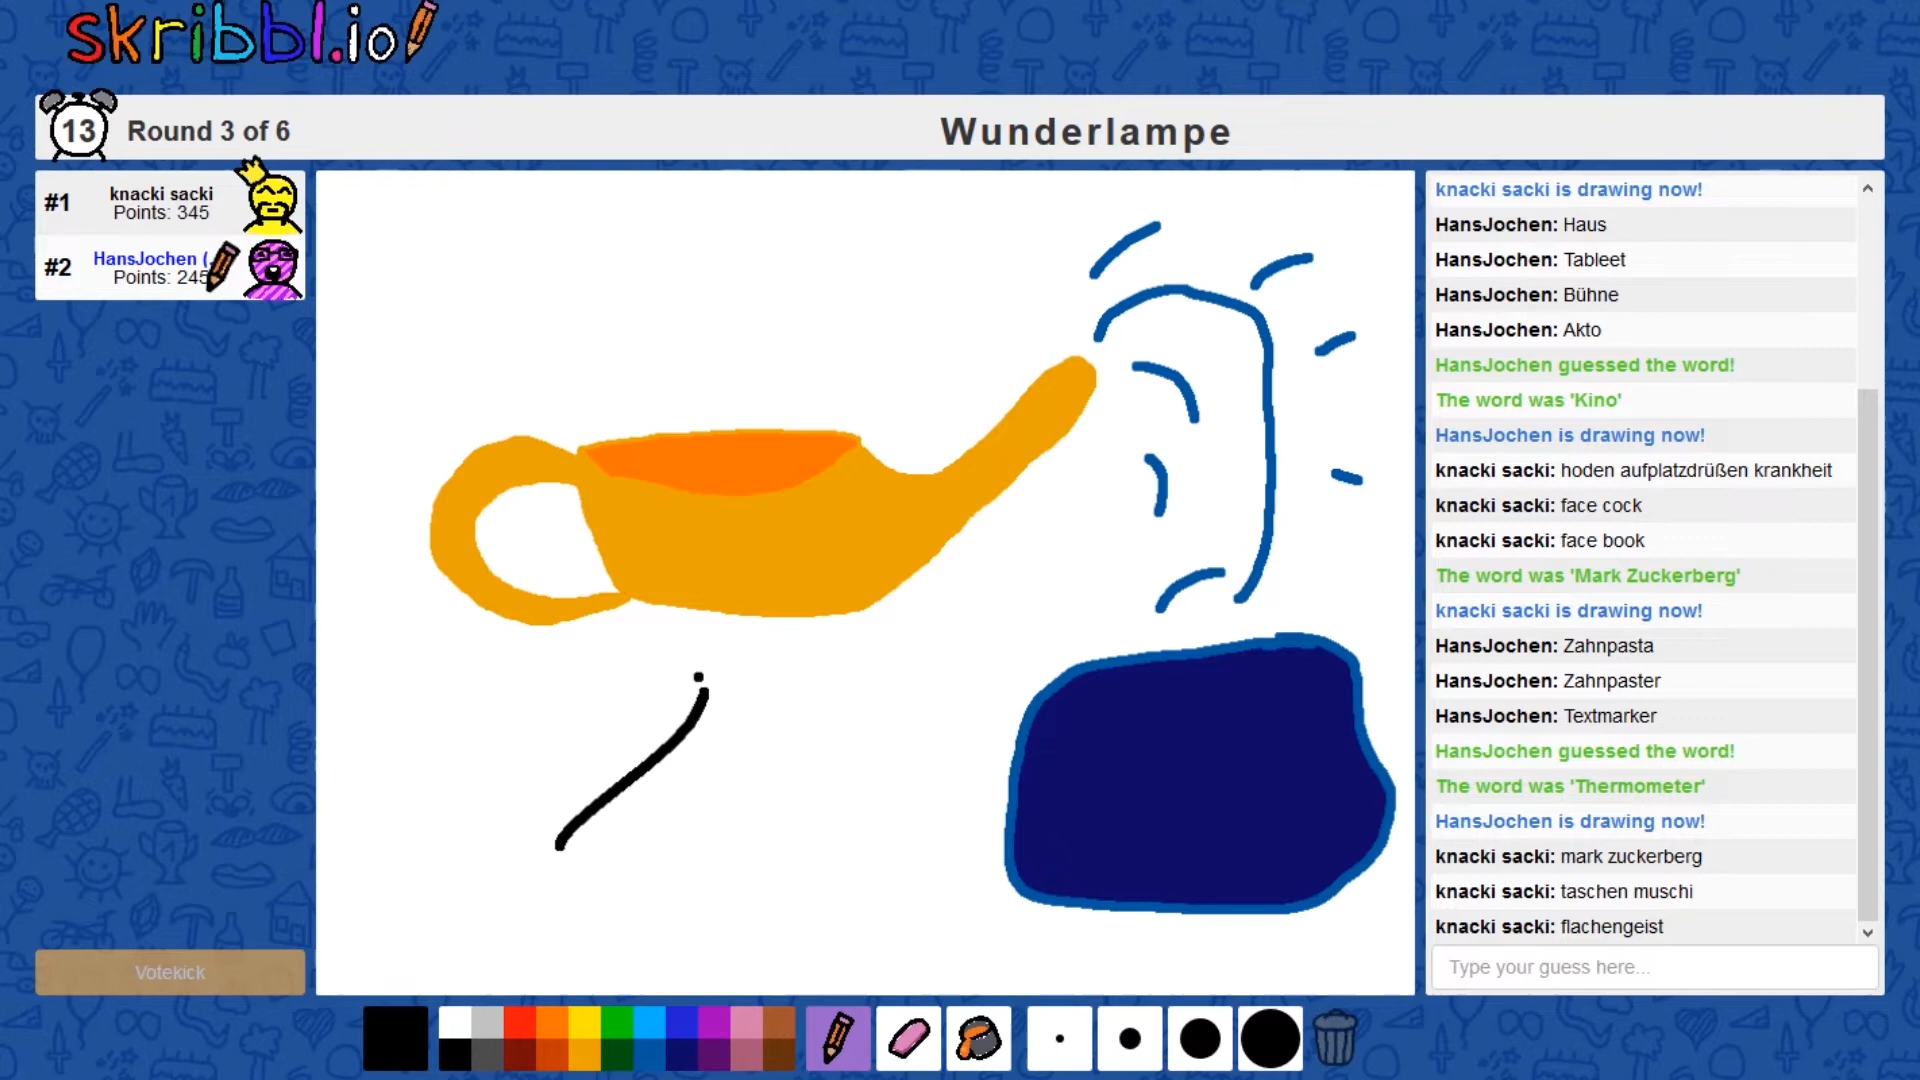 skribbl.io
13
Round 3 of 6
Wunderlampe
#1
knacki sacki
Points: 345
#2
HansJochen (
Points: 245
Votekick
knacki sacki is drawing now!
HansJochen: Haus
HansJochen: Tableet
HansJochen: Bühne
HansJochen: Akto
HansJochen guessed the word!
The word was 'Kino'
HansJochen is drawing now!
knacki sacki: hoden aufplatzdrüßen krankheit
knacki sacki: face cock
knacki sacki: face book
The word was 'Mark Zuckerberg'
knacki sacki is drawing now!
HansJochen: Zahnpasta
HansJochen: Zahnpaster
HansJochen: Textmarker
HansJochen guessed the word!
The word was 'Thermometer'
HansJochen is drawing now!
knacki sacki: mark zuckerberg
knacki sacki: taschen muschi
knacki sacki: flachengeist
Type your guess here...